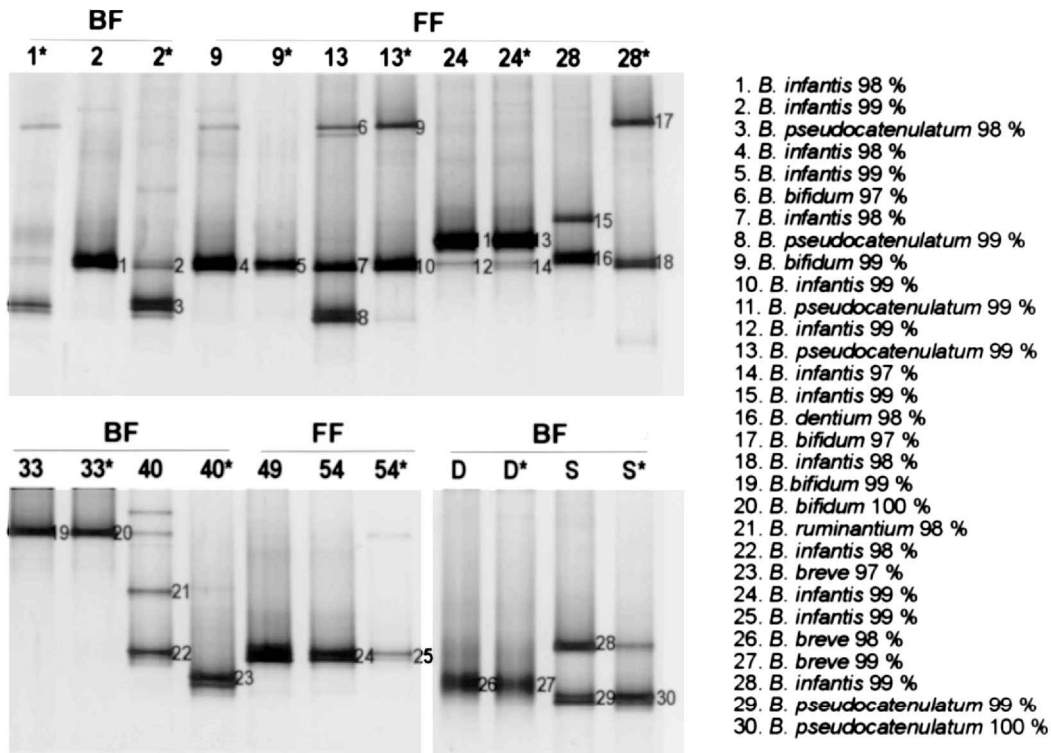 BF FF
1* 2 2* 9 9* 13 13* 24 24* 28 28*
6 9 17
15
1 3
1 2 4 5 7 10 12 14 16 18
3 8
BF FF BF
33 33* 40 40* 49 54 54* D D* S S*
19 20
21
22 24 25 28
23 26 27
29 30
1. B. infantis 98 %
2. B. infantis 99 %
3. B. pseudocatenulatum 98 %
4. B. infantis 98 %
5. B. infantis 99 %
6. B. bifidum 97 %
7. B. infantis 98 %
8. B. pseudocatenulatum 99 %
9. B. bifidum 99 %
10. B. infantis 99 %
11. B. pseudocatenulatum 99 %
12. B. infantis 99 %
13. B. pseudocatenulatum 99 %
14. B. infantis 97 %
15. B. infantis 99 %
16. B. dentium 98 %
17. B. bifidum 97 %
18. B. infantis 98 %
19. B.bifidum 99 %
20. B. bifidum 100 %
21. B. ruminantium 98 %
22. B. infantis 98 %
23. B. breve 97 %
24. B. infantis 99 %
25. B. infantis 99 %
26. B. breve 98 %
27. B. breve 99 %
28. B. infantis 99 %
29. B. pseudocatenulatum 99 %
30. B. pseudocatenulatum 100 %